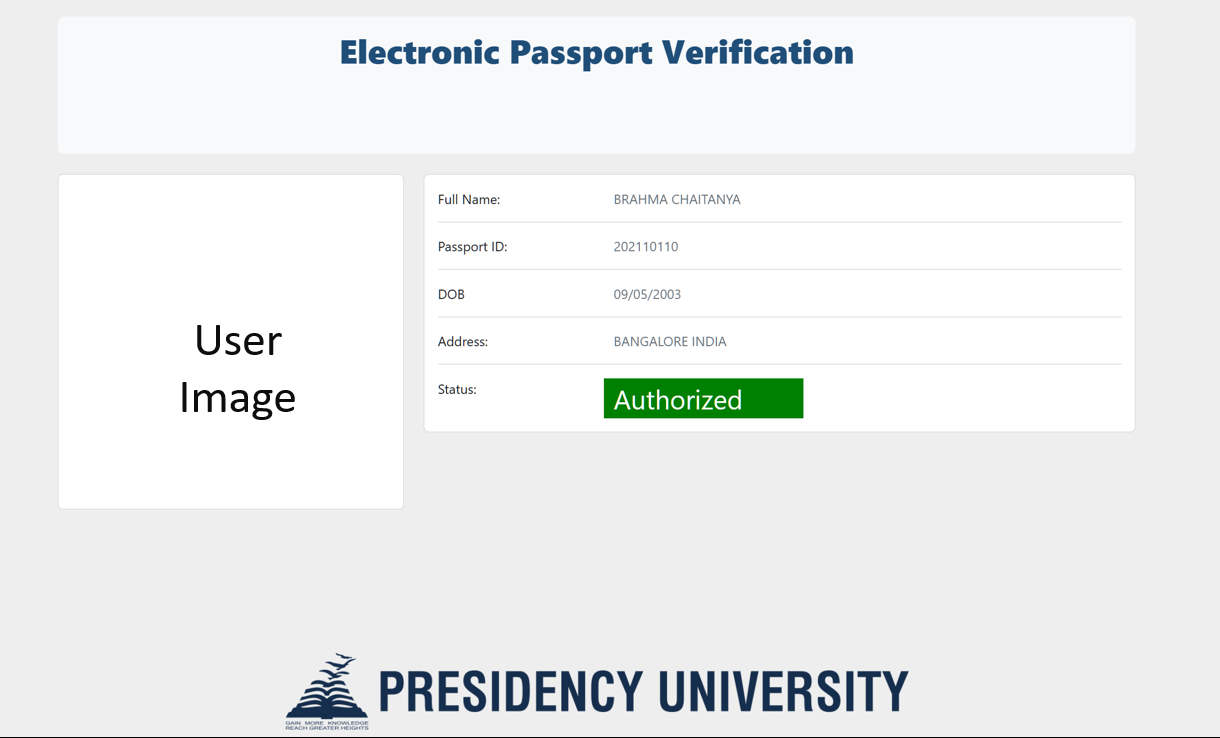 Electronic Passport Verification
User
Image
Full Name: BRAHMA CHAITANYA
Passport ID: 202110110
DOB 09/05/2003
Address: BANGALORE INDIA
Status: Authorized
PRESIDENCY UNIVERSITY
GAIN MORE KNOWLEDGE
REACH GREATER HEIGHTS